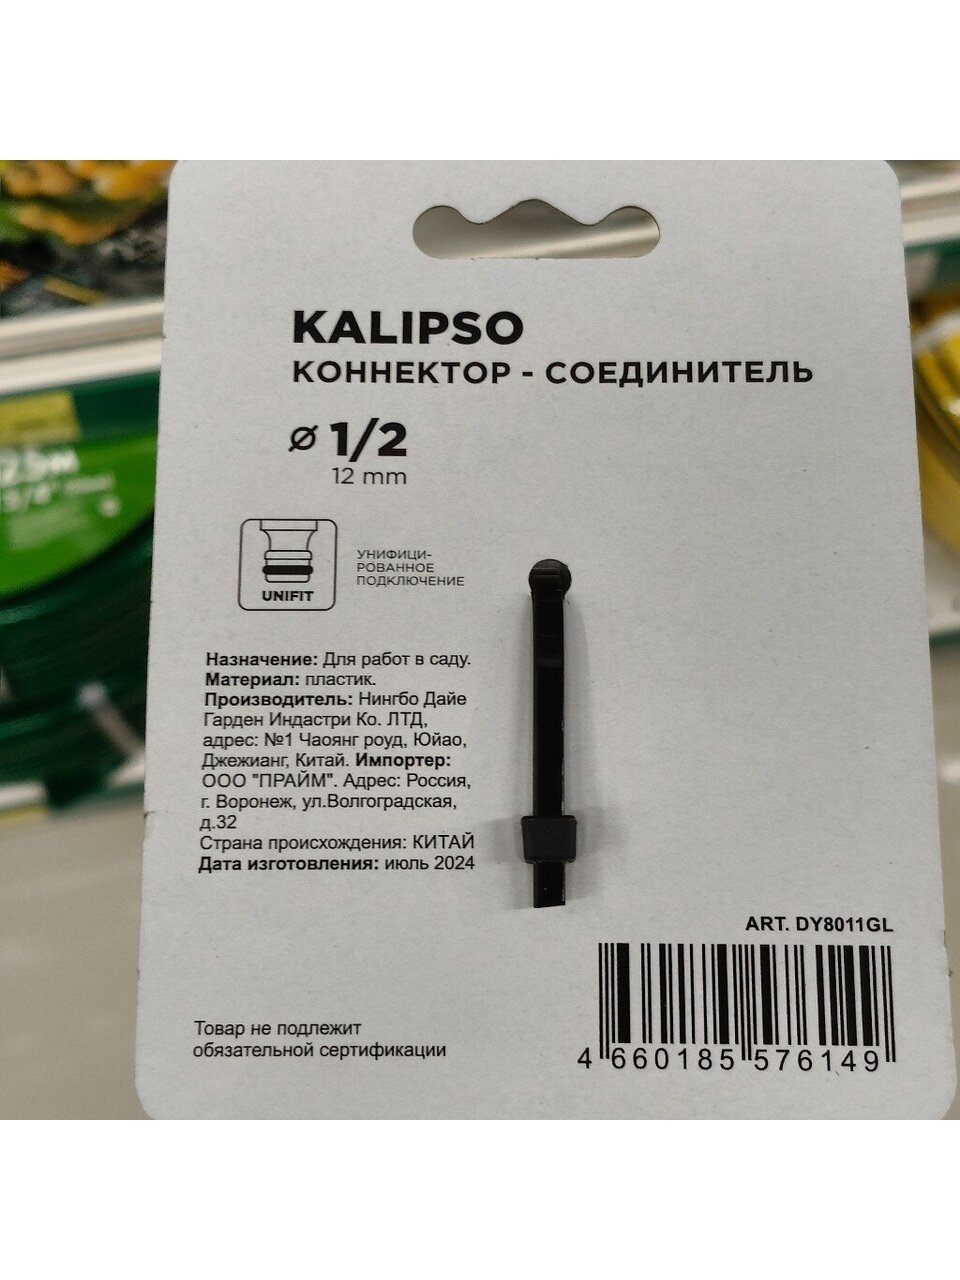 KALIPSO
КОННЕКТОР - СОЕДИНИТЕЛЬ
⌀ 1/2
12 mm
УНИФИЦИ-
РОВАННОЕ
ПОДКЛЮЧЕНИЕ
UNIFIT
Назначение: Для работ в саду.
Материал: пластик.
Производитель: Нингбо Дайе
Гарден Индастри Ко. ЛТД,
адрес: №1 Чаоянг роуд, Юйао,
Джежианг, Китай. Импортер:
ООО "ПРАЙМ". Адрес: Россия,
г. Воронеж, ул.Волгоградская,
д.32
Страна происхождения: КИТАЙ
Дата изготовления: июль 2024
ART. DY8011GL
4 660185 576149
Товар не подлежит
обязательной сертификации
25м